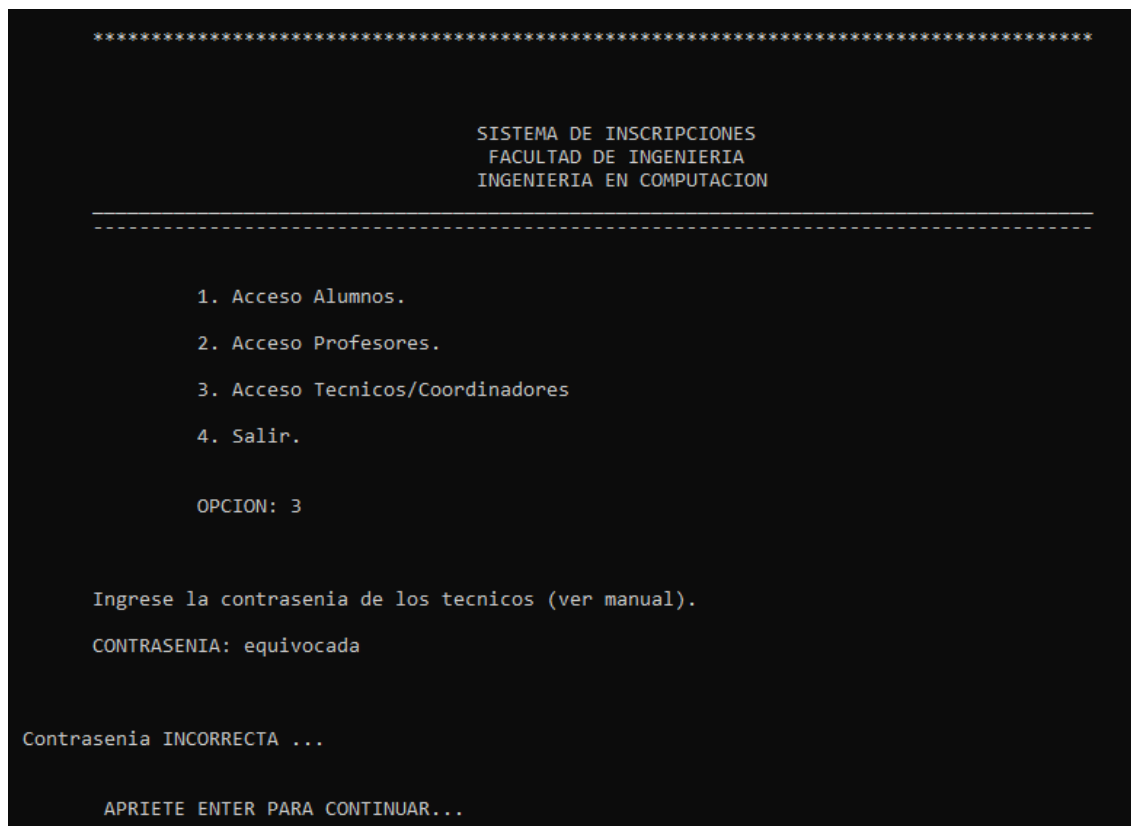 **************************************************************************************
SISTEMA DE INSCRIPCIONES
FACULTAD DE INGENIERIA
INGENIERIA EN COMPUTACION
______________________________________________________________________________________
--------------------------------------------------------------------------------------
1. Acceso Alumnos.
2. Acceso Profesores.
3. Acceso Tecnicos/Coordinadores
4. Salir.
OPCION: 3
Ingrese la contrasenia de los tecnicos (ver manual).
CONTRASENIA: equivocada
Contrasenia INCORRECTA ...
APRIETE ENTER PARA CONTINUAR...